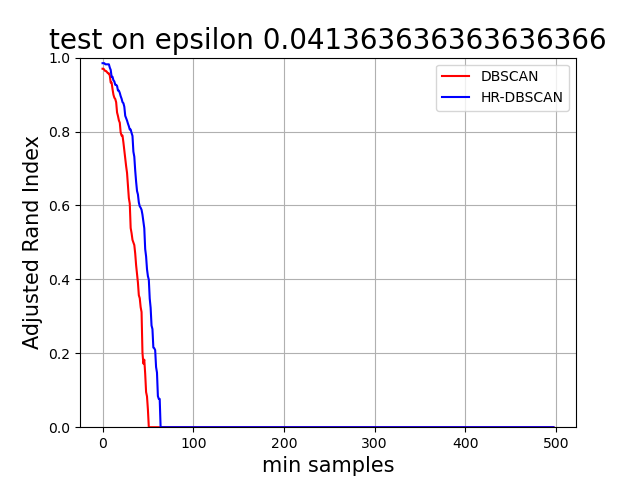 test on epsilon 0.041363636363636366
DBSCAN
HR-DBSCAN
Adjusted Rand Index
1.0
0.8
0.6
0.4
0.2
0.0
0 100 200 300 400 500
min samples